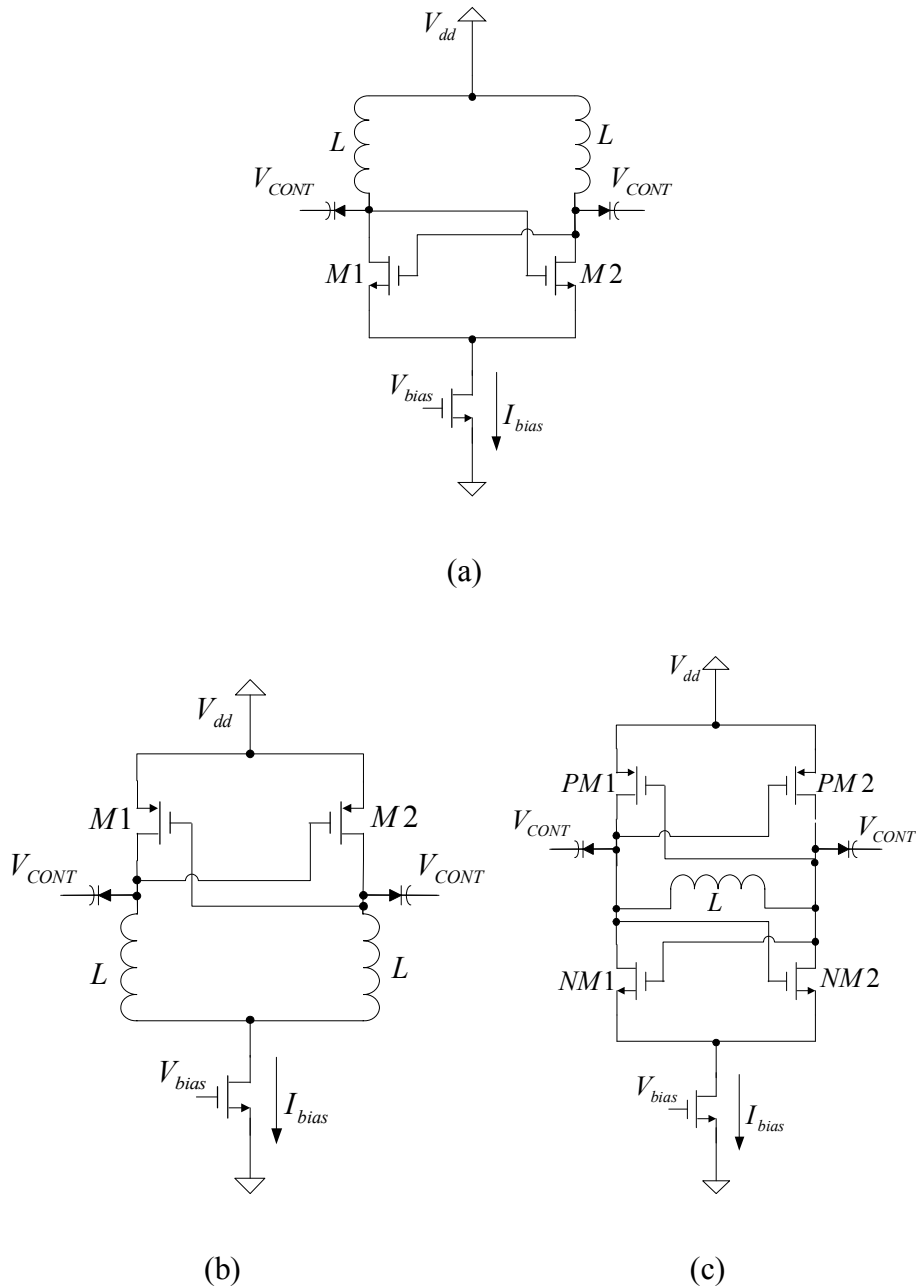 V_dd
L L
V_CONT V_CONT
M1 M2
V_bias
I_bias
(a)
V_dd
M1 M2
V_CONT V_CONT
L L
V_bias
I_bias
(b)
V_dd
PM1 PM2
V_CONT V_CONT
L
NM1 NM2
V_bias
I_bias
(c)